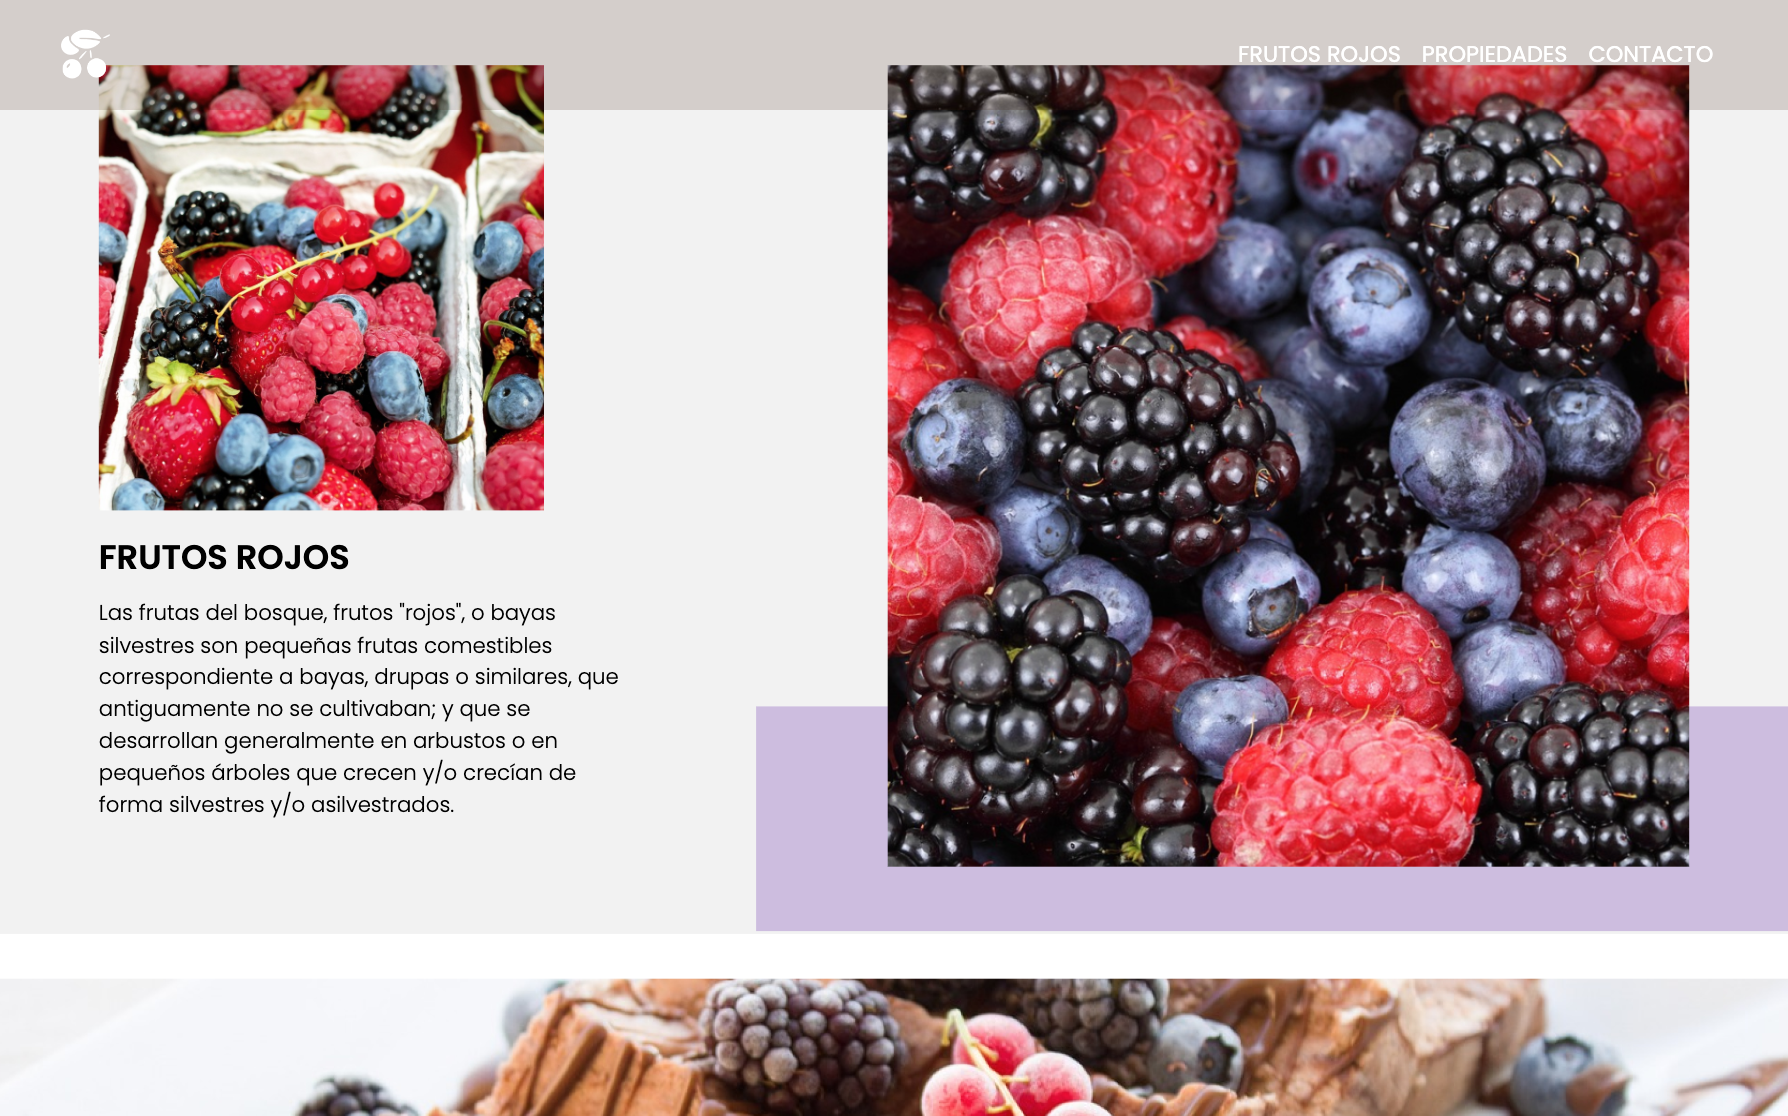 FRUTOS ROJOS PROPIEDADES CONTACTO
FRUTOS ROJOS
Las frutas del bosque, frutos "rojos", o bayas
silvestres son pequeñas frutas comestibles
correspondiente a bayas, drupas o similares, que
antiguamente no se cultivaban; y que se
desarrollan generalmente en arbustos o en
pequeños árboles que crecen y/o crecían de
forma silvestres y/o asilvestrados.